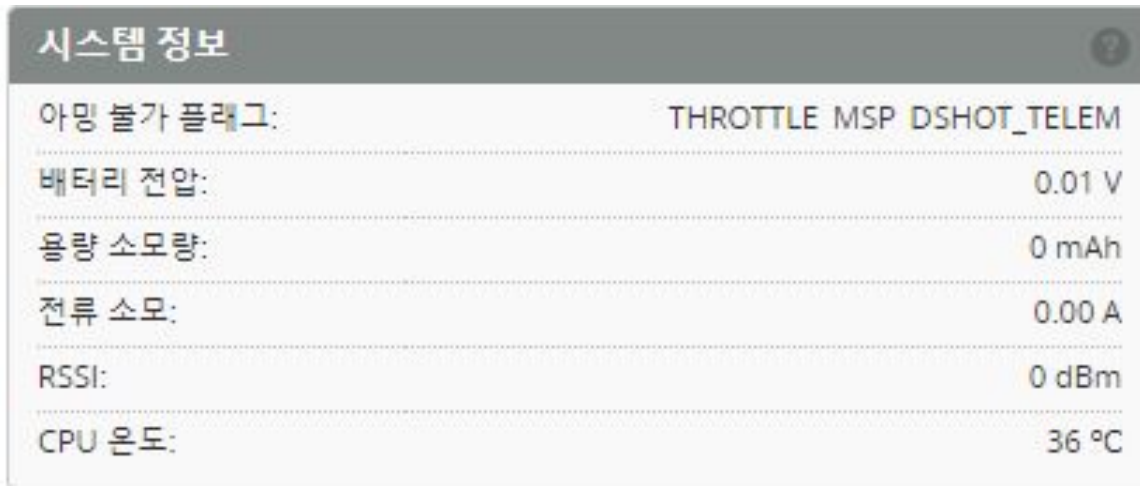 시스템 정보
아밍 불가 플래그: THROTTLE MSP DSHOT_TELEM
배터리 전압: 0.01 V
용량 소모량: 0 mAh
전류 소모: 0.00 A
RSSI: 0 dBm
CPU 온도: 36 ºC